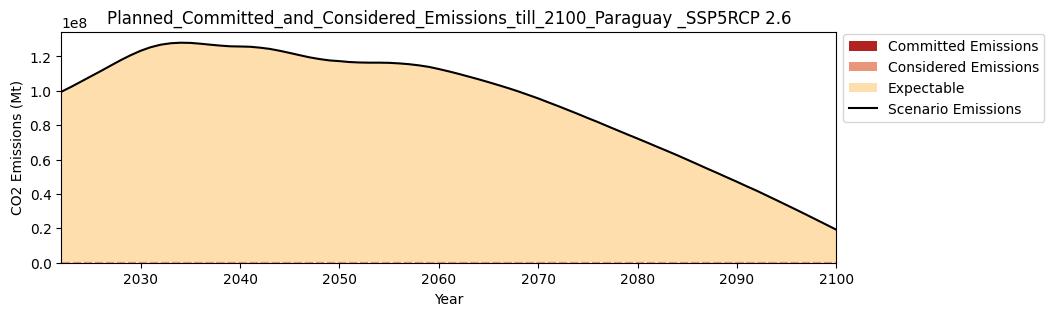 Planned_Committed_and_Considered_Emissions_till_2100_Paraguay _SSP5RCP 2.6
1e8
1.2
1.0
0.8
0.6
0.4
0.2
0.0
CO2 Emissions (Mt)
2030 2040 2050 2060 2070 2080 2090 2100
Year
Committed Emissions
Considered Emissions
Expectable
Scenario Emissions